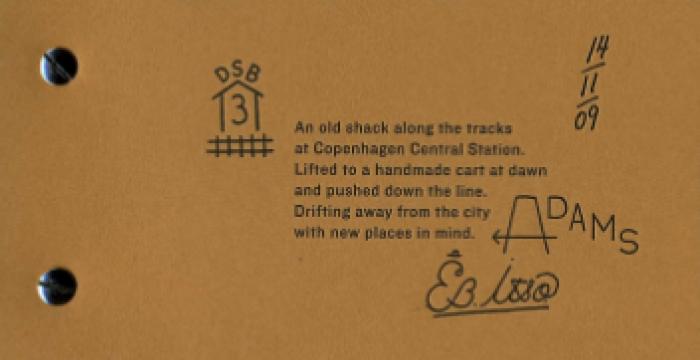 DSB
3
14
11
09
An old shack along the tracks
at Copenhagen Central Station.
Lifted to a handmade cart at dawn
and pushed down the line.
Drifting away from the city
with new places in mind.
ADAMS